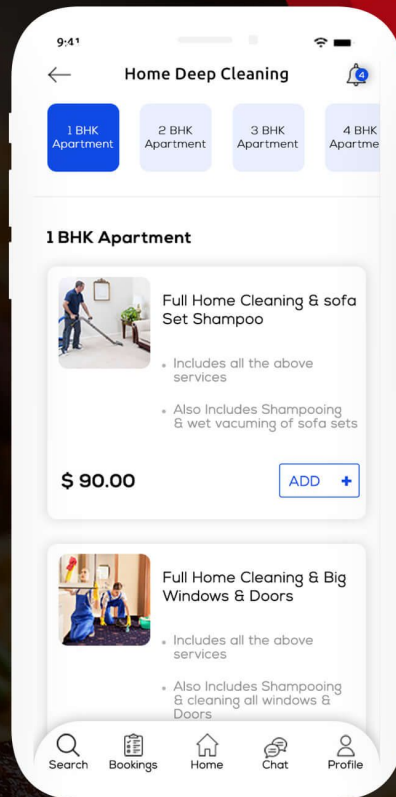 9:41
Home Deep Cleaning
4
1 BHK
Apartment
2 BHK
Apartment
3 BHK
Apartment
4 BHK
Apartme
1 BHK Apartment
Full Home Cleaning & sofa
Set Shampoo
Includes all the above
services
Also Includes Shampooing
& wet vacuming of sofa sets
$ 90.00
ADD +
Full Home Cleaning & Big
Windows & Doors
Includes all the above
services
Also Includes Shampooing
& cleaning all windows &
Doors
Search
Bookings
Home
Chat
Profile